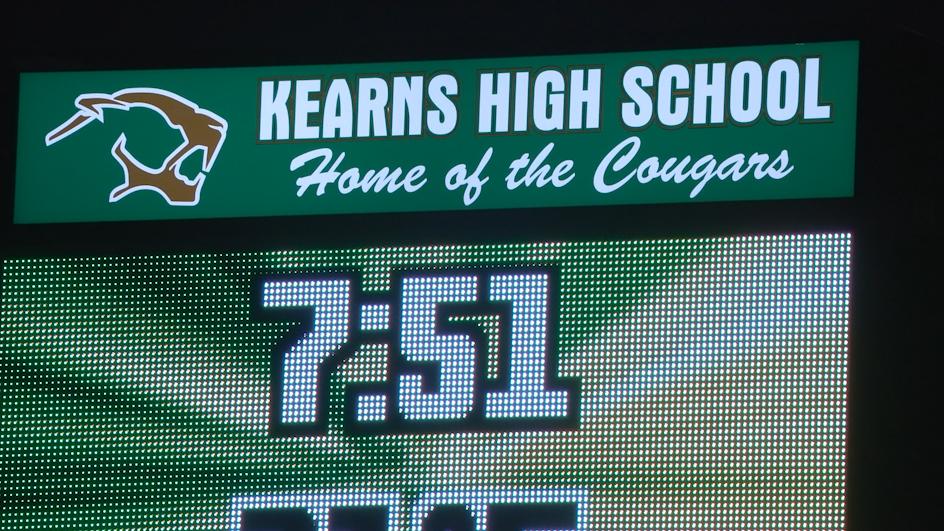 KEARNS HIGH SCHOOL
Home of the Cougars
7:51